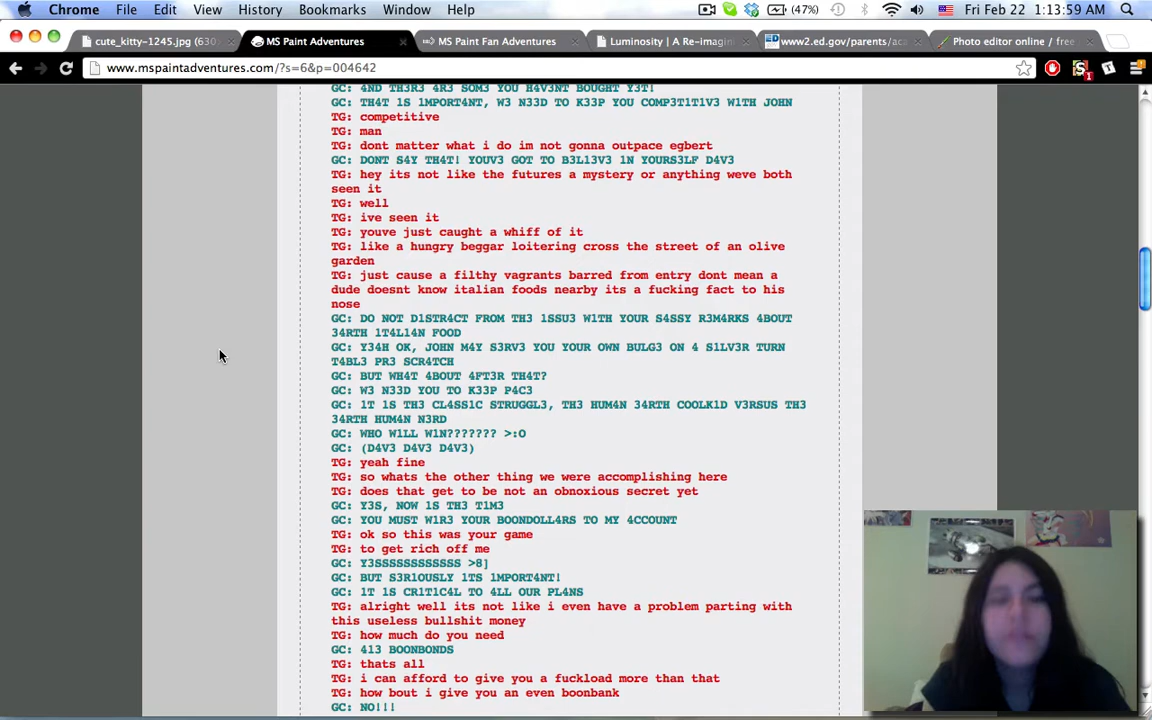 Chrome File Edit View History Bookmarks Window Help (47%) Fri Feb 22 1:13:59 AM
cute_kitty-1245.jpg (630 MS Paint Adventures MS Paint Fan Adventures Luminosity | A Re-imagin www2.ed.gov/parents/aca Photo editor online / free
www.mspaintadventures.com/?s=6&p=004642
GC: 4ND TH3R3 4R3 SOM3 YOU H4V3NT BOUGHT Y3T!
GC: TH4T 1S 1MPORT4NT, W3 N33D TO K33P YOU COMP3T1T1V3 W1TH JOHN
TG: competitive
TG: man
TG: dont matter what i do im not gonna outpace egbert
GC: DONT S4Y TH4T! YOUV3 GOT TO B3L13V3 1N YOURS3LF D4V3
TG: hey its not like the futures a mystery or anything weve both
seen it
TG: well
TG: ive seen it
TG: youve just caught a whiff of it
TG: like a hungry beggar loitering cross the street of an olive
garden
TG: just cause a filthy vagrants barred from entry dont mean a
dude doesnt know italian foods nearby its a fucking fact to his
nose
GC: DO NOT D1STR4CT FROM TH3 1SSU3 W1TH YOUR S4SSY R3M4RKS 4BOUT
34RTH 1T4L14N FOOD
GC: Y34H OK, JOHN M4Y S3RV3 YOU YOUR OWN BULG3 ON 4 S1LV3R TURN
T4BL3 PR3 SCR4TCH
GC: BUT WH4T 4BOUT 4FT3R TH4T?
GC: W3 N33D YOU TO K33P P4C3
GC: 1T 1S TH3 CL4SS1C STRUGGL3, TH3 HUM4N 34RTH COOLK1D V3RSUS TH3
34RTH HUM4N N3RD
GC: WHO W1LL W1N??????? >:O
GC: (D4V3 D4V3 D4V3)
TG: yeah fine
TG: so whats the other thing we were accomplishing here
TG: does that get to be not an obnoxious secret yet
GC: Y3S, NOW 1S TH3 T1M3
GC: YOU MUST W1R3 YOUR BOONDOLL4RS TO MY 4CCOUNT
TG: ok so this was your game
TG: to get rich off me
GC: Y3SSSSSSSSSSSS >8]
GC: BUT S3R1OUSLY 1TS 1MPORT4NT!
GC: 1T 1S CR1T1C4L TO 4LL OUR PL4NS
TG: alright well its not like i even have a problem parting with
this useless bullshit money
TG: how much do you need
GC: 413 BOONBONDS
TG: thats all
TG: i can afford to give you a fuckload more than that
TG: how bout i give you an even boonbank
GC: NO!!!